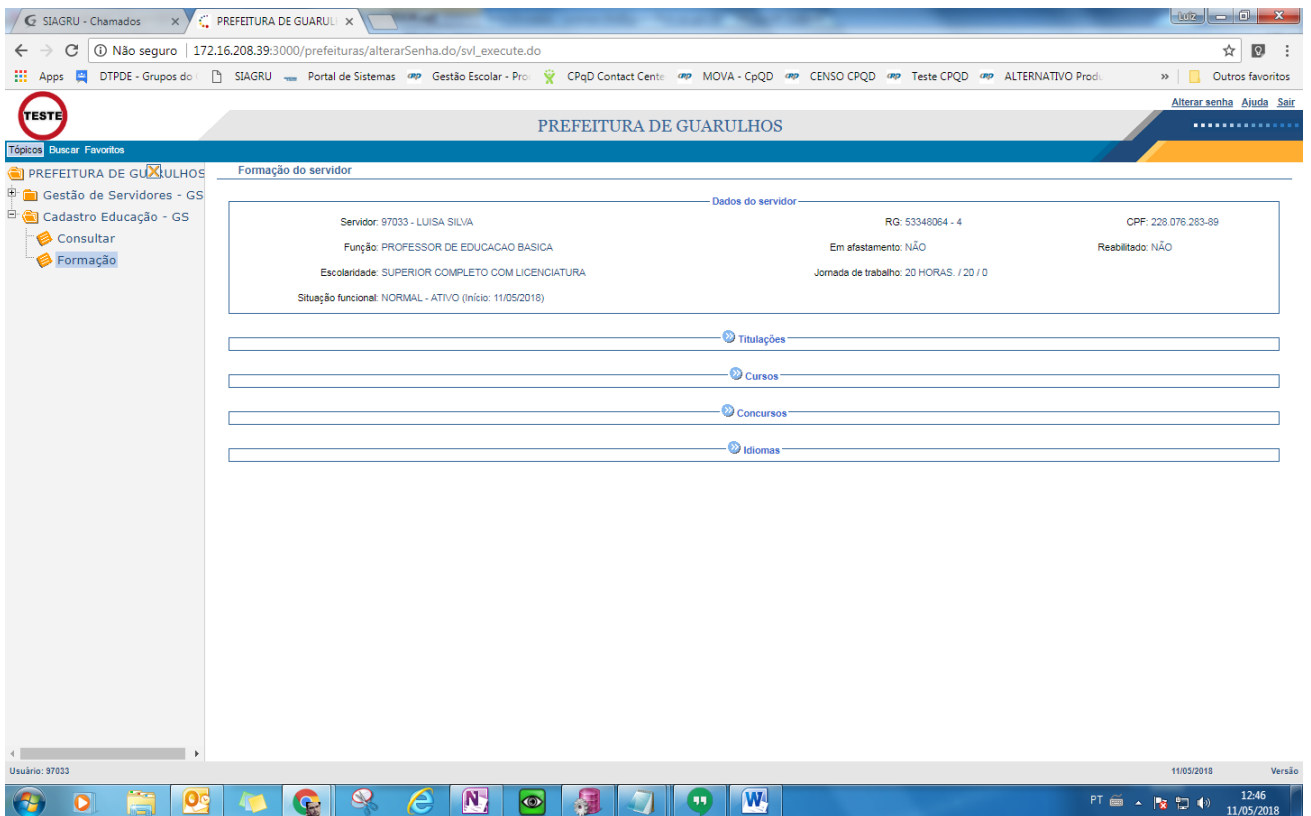 SIAGRU - Chamados
PREFEITURA DE GUARUL
Luiz
Não seguro
172.16.208.39:3000/prefeituras/alterarSenha.do/svl_execute.do
Apps DTPDE - Grupos do SIAGRU Portal de Sistemas Gestão Escolar - Pro CPqD Contact Cente MOVA - CpQD CENSO CPQD Teste CPQD ALTERNATIVO Prod » Outros favoritos
Alterar senha Ajuda Sair
TESTE
PREFEITURA DE GUARULHOS
Tópicos Buscar Favoritos
PREFEITURA DE GUARULHOS
Gestão de Servidores - GS
Cadastro Educação - GS
Consultar
Formação
Formação do servidor
Dados do servidor
Servidor: 97033 - LUISA SILVA RG: 53348064 - 4 CPF: 228.076.283-89
Função: PROFESSOR DE EDUCACAO BASICA Em afastamento: NÃO Reabilitado: NÃO
Escolaridade: SUPERIOR COMPLETO COM LICENCIATURA Jornada de trabalho: 20 HORAS. / 20 / 0
Situação funcional: NORMAL - ATIVO (Início: 11/05/2018)
Titulações
Cursos
Concursos
Idiomas
Usuário: 97033 11/05/2018 Versão
PT 12:46
11/05/2018